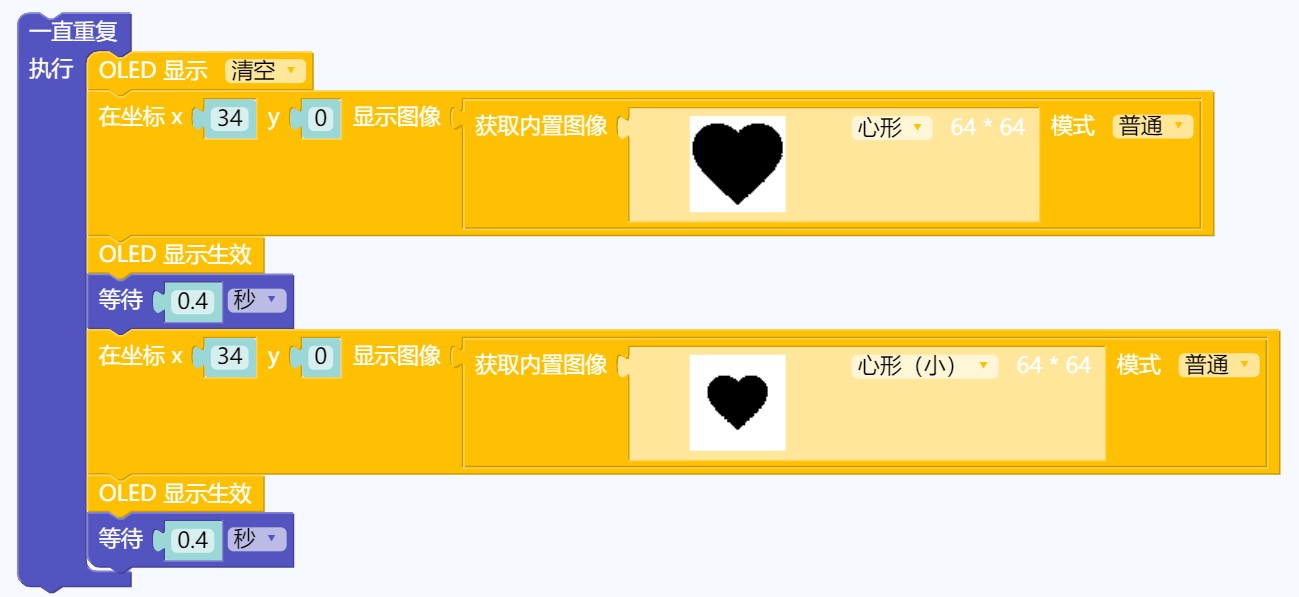 一直重复
执行 OLED 显示 清空
在坐标 x 34 y 0 显示图像 获取内置图像 心形 64 * 64 模式 普通
OLED 显示生效
等待 0.4 秒
在坐标 x 34 y 0 显示图像 获取内置图像 心形（小） 64 * 64 模式 普通
OLED 显示生效
等待 0.4 秒